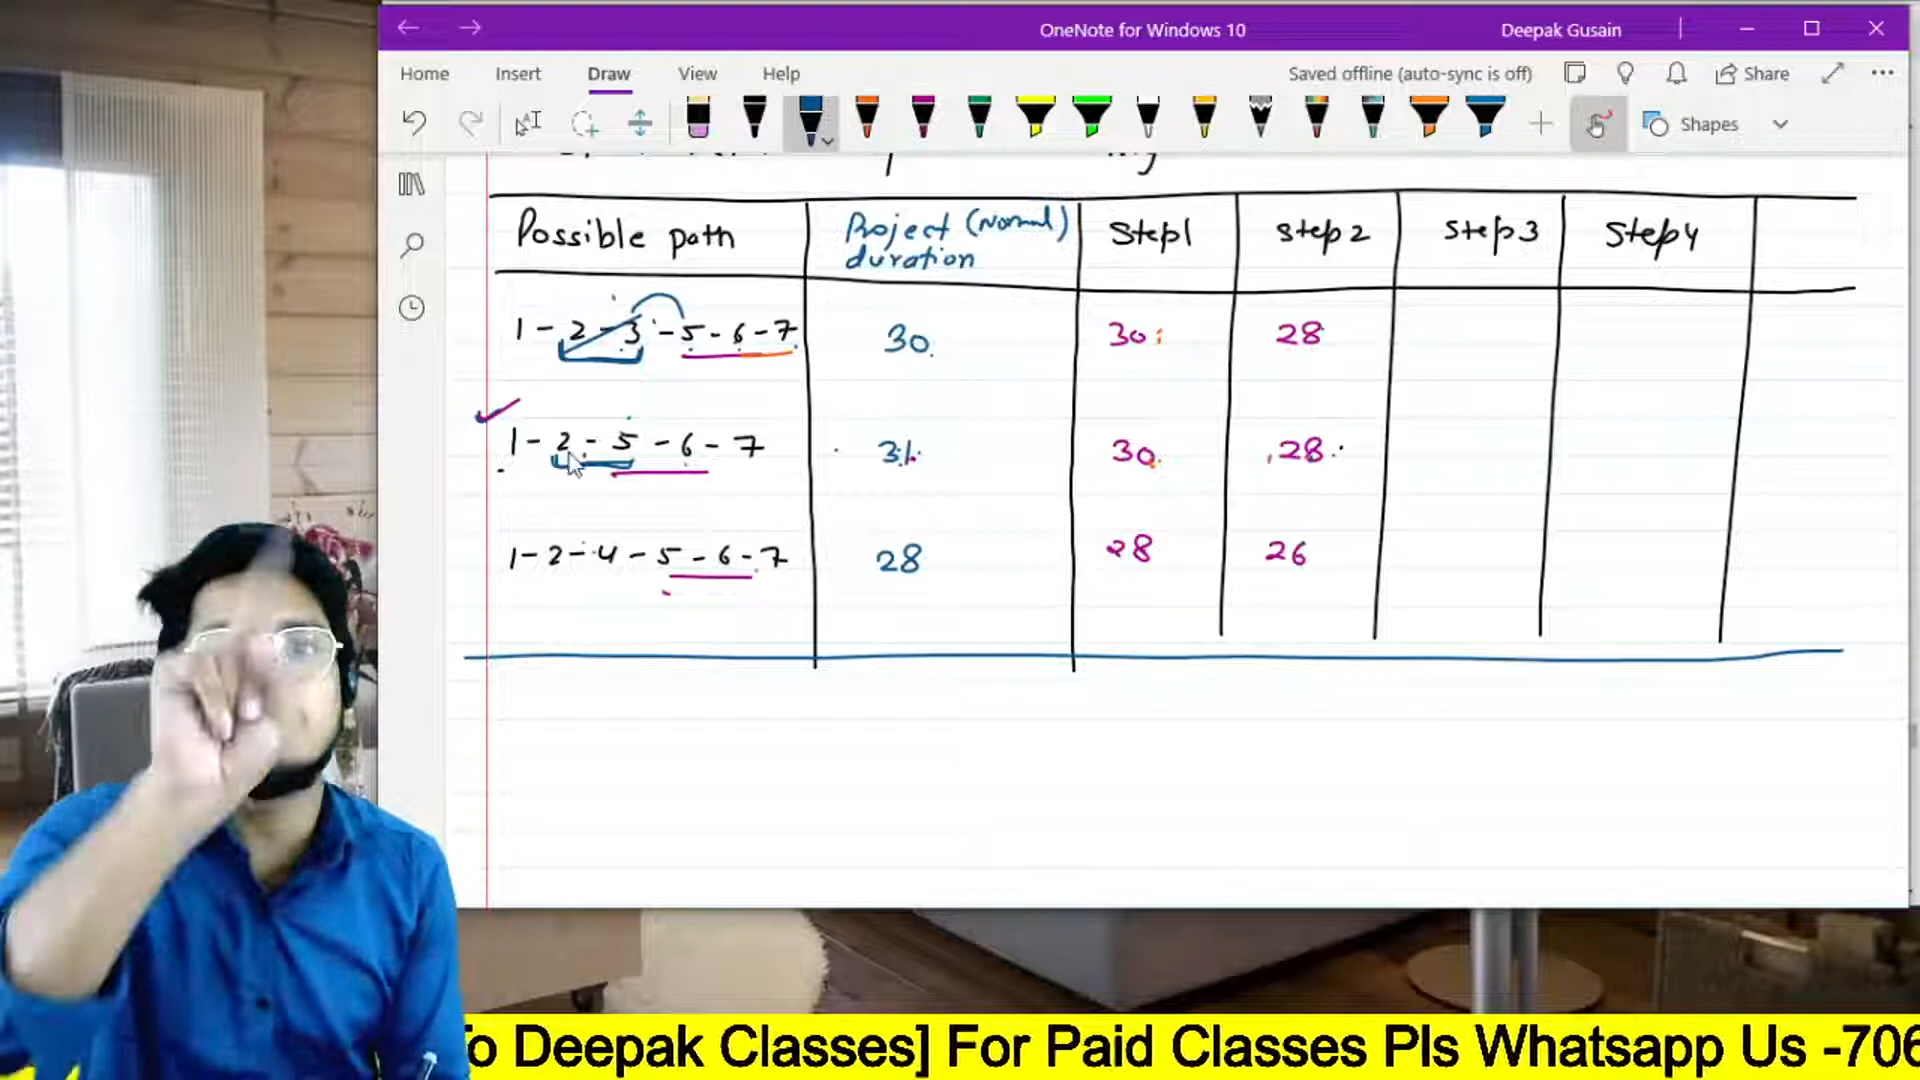 OneNote for Windows 10
Deepak Gusain
Home Insert Draw View Help
Saved offline (auto-sync is off)
Share
Shapes
Possible path
Project (Normal) duration
Step1
Step2
Step3
Step4
1-2-3-5-6-7 30 30 28
1-2-5-6-7 31 30 28
1-2-4-5-6-7 28 28 26
To Deepak Classes] For Paid Classes Pls Whatsapp Us -706